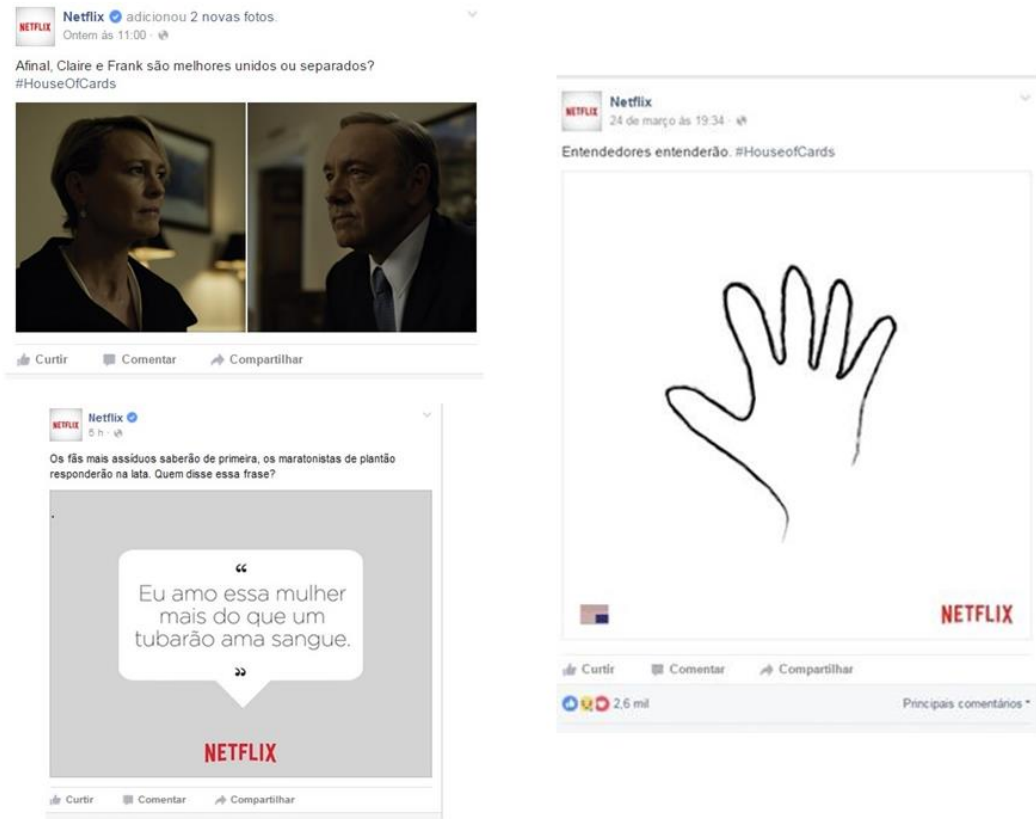 NETFLIX
Netflix adicionou 2 novas fotos.
Ontem às 11:00 ·
Afinal, Claire e Frank são melhores unidos ou separados?
#HouseOfCards
Curtir Comentar Compartilhar
NETFLIX
Netflix
5 h ·
Os fãs mais assíduos saberão de primeira, os maratonistas de plantão
responderão na lata. Quem disse essa frase?
“
Eu amo essa mulher
mais do que um
tubarão ama sangue.
”
NETFLIX
Curtir Comentar Compartilhar
NETFLIX
Netflix
24 de março às 19:34 ·
Entendedores entenderão. #HouseofCards
NETFLIX
Curtir Comentar Compartilhar
2,6 mil Principais comentários